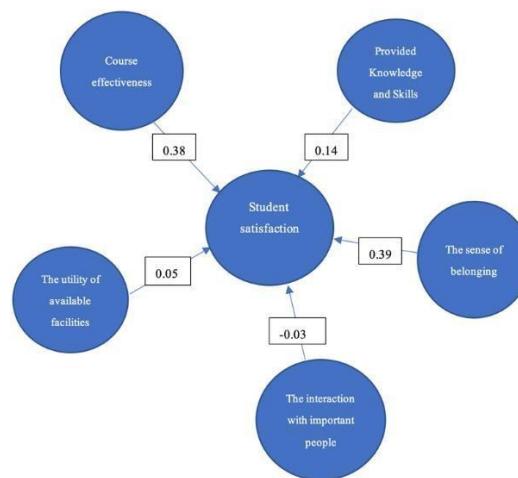 Course
effectiveness
Provided
Knowledge
and Skills
0.38
0.14
Student
satisfaction
0.39
The sense of
belonging
0.05
The utility of
available
facilities
-0.03
The interaction
with important
people